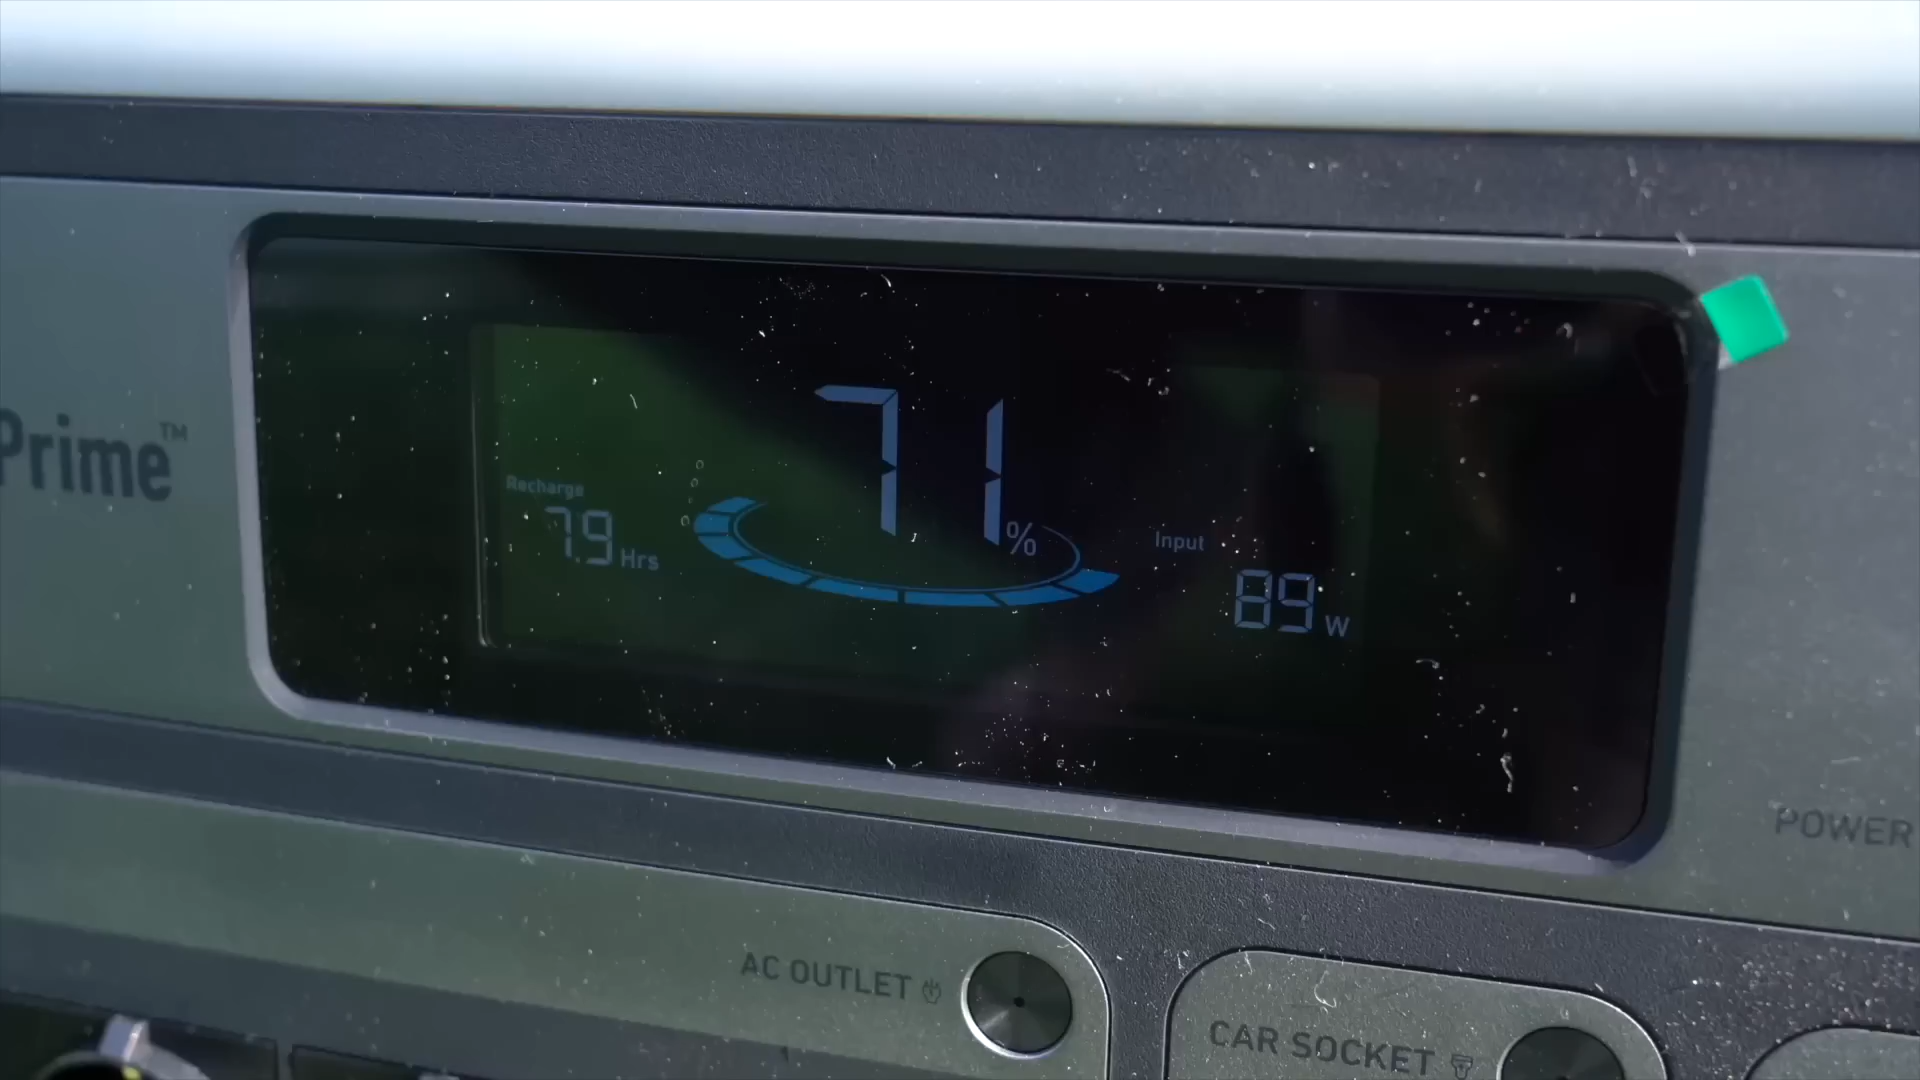 Prime™
71%
Recharge
7.9 Hrs
Input
89 W
POWER
AC OUTLET
CAR SOCKET